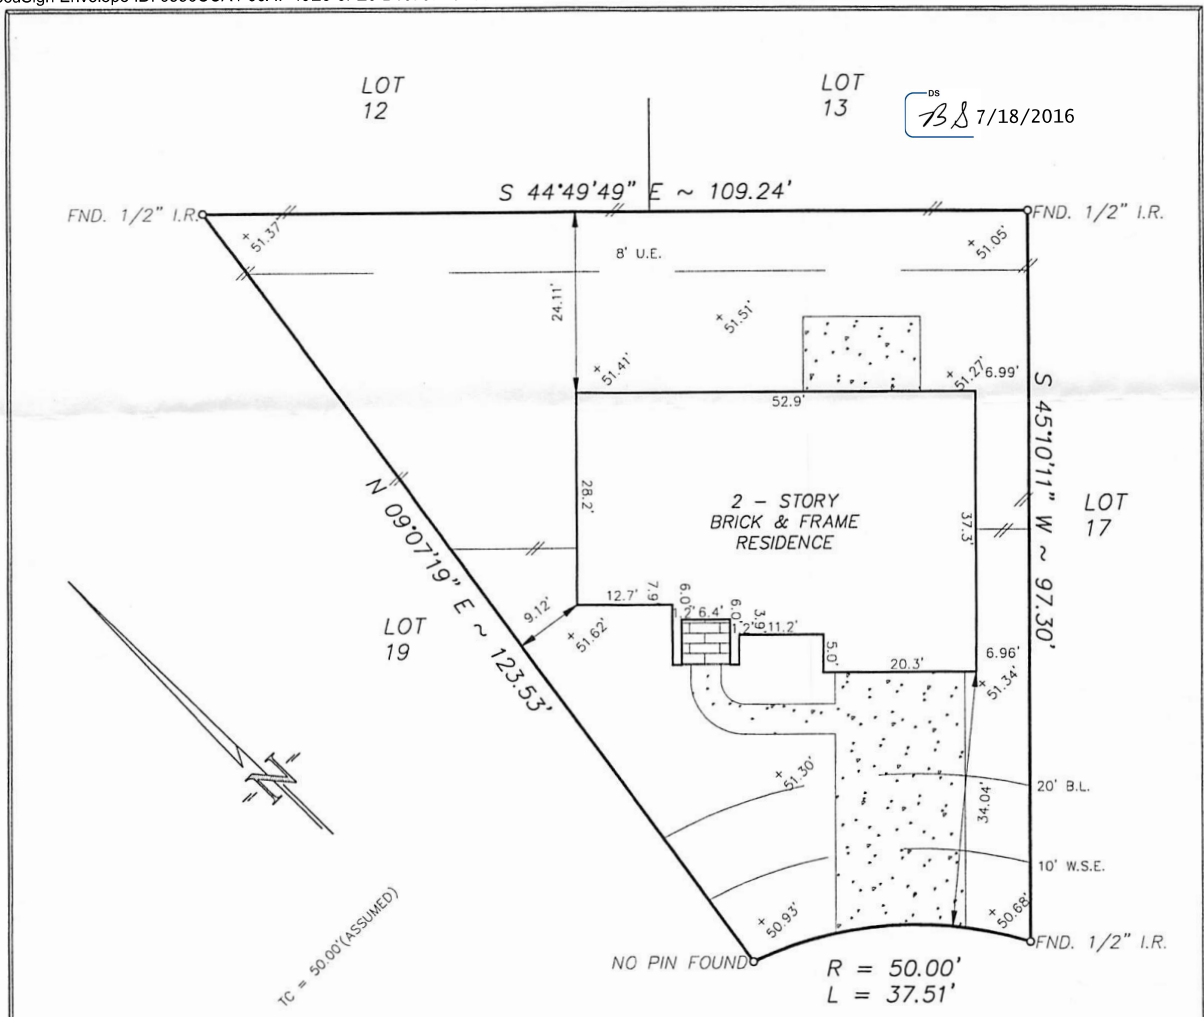 LOT
12
LOT
13
DS
BS 7/18/2016
S 44°49'49" E ~ 109.24'
FND. 1/2" I.R.
FND. 1/2" I.R.
51.37'
51.05'
8' U.E.
24.11'
51.51'
51.41'
51.27'
6.99'
52.9'
S 45°10'11" W ~ 97.30'
28.2'
2 - STORY
BRICK & FRAME
RESIDENCE
37.3'
LOT
17
N 09°07'19" E ~ 123.53'
12.7'
7.9'
6.0'
1.2'
6.4'
6.0'
1.2'
3.9'
11.2'
9.12'
51.62'
LOT
19
5.0'
20.3'
6.96'
51.34'
N
51.30'
34.04'
20' B.L.
10' W.S.E.
50.93'
50.68'
TC = 50.00'(ASSUMED)
NO PIN FOUND
FND. 1/2" I.R.
R = 50.00'
L = 37.51'